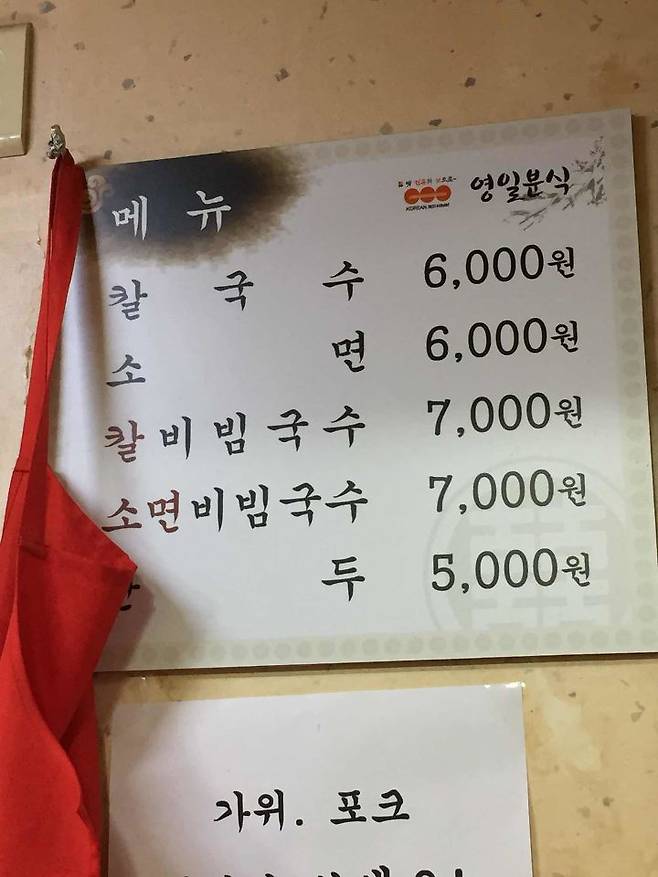 영일분식
메뉴
칼국수 6,000원
소면 6,000원
칼비빔국수 7,000원
소면비빔국수 7,000원
두 5,000원
가위. 포크